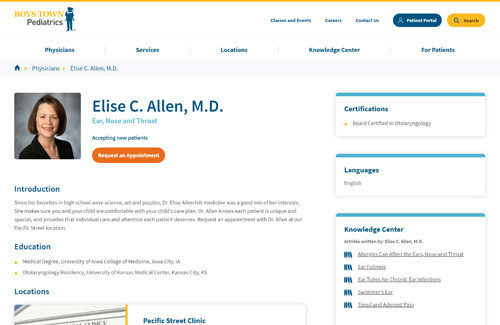 BOYS TOWN
Pediatrics
Classes and Events
Careers
Contact Us
Patient Portal
Search
Physicians
Services
Locations
Knowledge Center
For Patients
Physicians
Elise C. Allen, M.D.
Elise C. Allen, M.D.
Ear, Nose and Throat
Accepting new patients
Request an Appointment
Introduction
Since her favorites in high school were science, art and puzzles, Dr. Elise Allen felt medicine was a good mix of her interests.
She makes sure you and your child are comfortable with your child's care plan. Dr. Allen knows each patient is unique and
special, and provides that individual care and attention each patient deserves. Request an appointment with Dr. Allen at our
Pacific Street location.
Education
Medical Degree, University of Iowa College of Medicine, Iowa City, IA
Otolaryngology Residency, University of Kansas Medical Center, Kansas City, KS
Locations
Pacific Street Clinic
Certifications
Board Certified in Otolaryngology
Languages
English
Knowledge Center
Articles written by: Elise C. Allen, M.D.
Allergies Can Affect the Ears, Nose and Throat
Ear Fullness
Ear Tubes for Chronic Ear Infections
Swimmer's Ear
Tonsil and Adenoid Pain